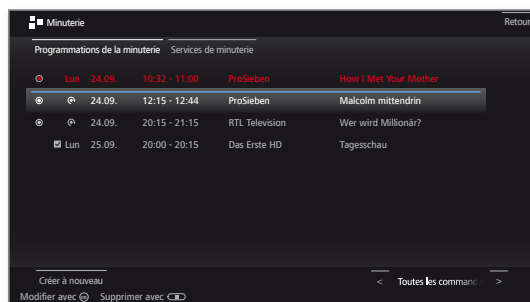 Minuterie Retour
Programmations de la minuterie Services de minuterie
Lun 24.09. 10:32 - 11:00 ProSieben How I Met Your Mother
24.09. 12:15 - 12:44 ProSieben Malcolm mittendrin
24.09. 20:15 - 21:15 RTL Television Wer wird Millionär?
Lun 25.09. 20:00 - 20:15 Das Erste HD Tagesschau
Créer à nouveau < Toutes les command >
Modifier avec OK Supprimer avec